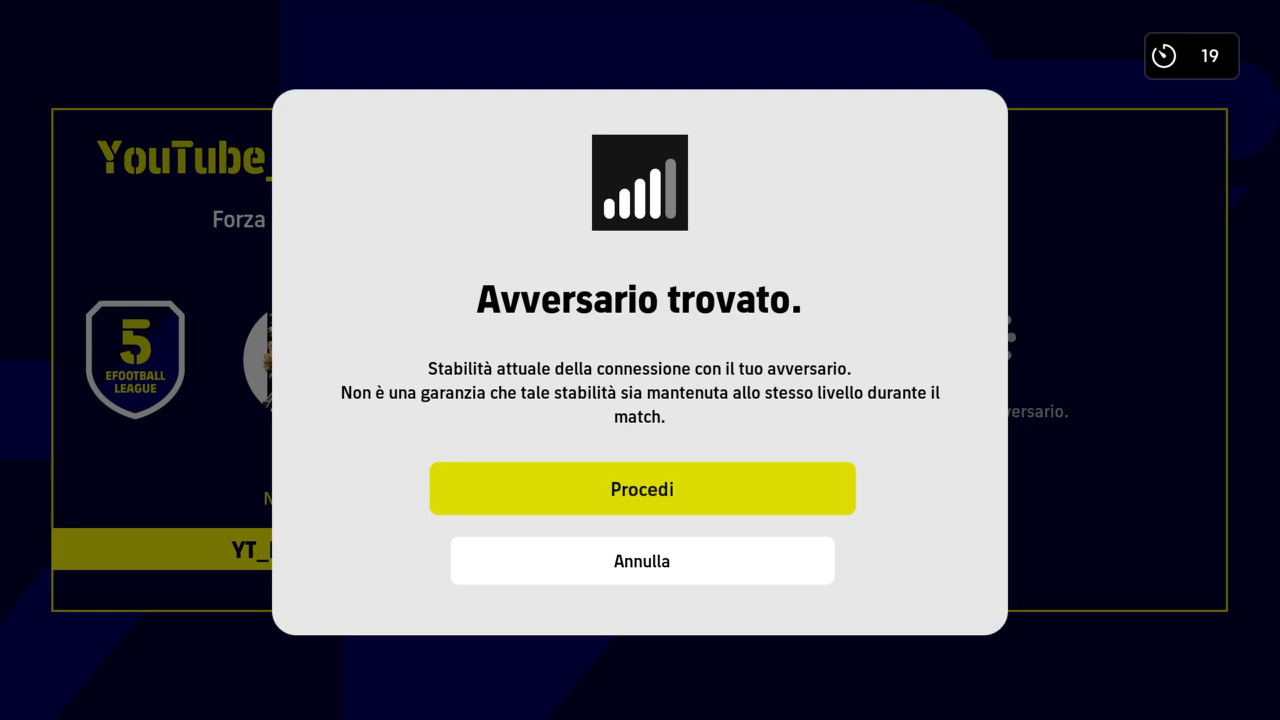 19
YouTube_
Forza
5
EFOOTBALL
LEAGUE
YT_
Avversario trovato.
Stabilità attuale della connessione con il tuo avversario.
Non è una garanzia che tale stabilità sia mantenuta allo stesso livello durante il
match.
Procedi
Annulla